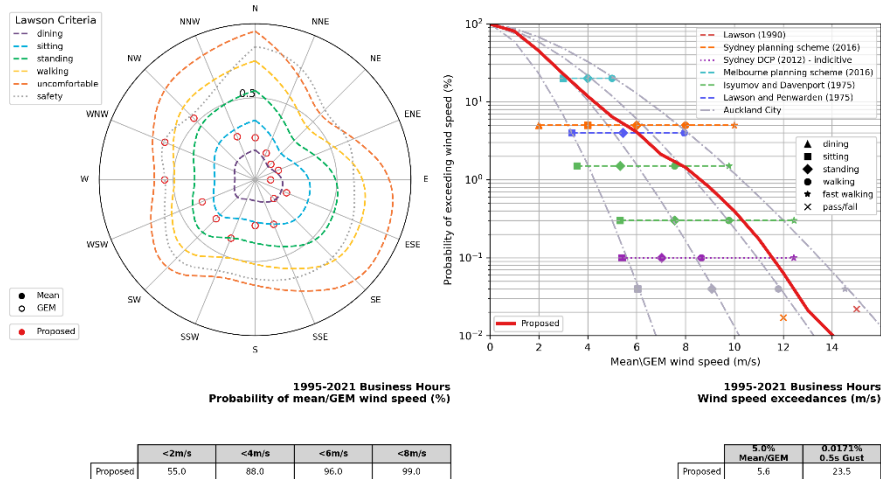 Lawson Criteria
dining
sitting
standing
walking
uncomfortable
safety
N
NNE
NE
ENE
E
ESE
SE
SSE
S
SSW
SW
WSW
W
WNW
NW
NNW
0.5
Mean
GEM
Proposed
1995-2021 Business Hours
Probability of mean/GEM wind speed (%)
<2m/s <4m/s <6m/s <8m/s
Proposed 55.0 88.0 96.0 99.0
Probability of exceeding wind speed (%)
10²
10¹
10⁰
10⁻¹
10⁻²
0 2 4 6 8 10 12 14
Mean\GEM wind speed (m/s)
Lawson (1990)
Sydney planning scheme (2016)
Sydney DCP (2012) - Indicitive
Melbourne planning scheme (2016)
Isyumov and Davenport (1975)
Lawson and Penwarden (1975)
Auckland City
dining
sitting
standing
walking
fast walking
pass/fail
Proposed
1995-2021 Business Hours
Wind speed exceedances (m/s)
5.0% 0.0171%
Mean/GEM 0.5s Gust
Proposed 5.6 23.5